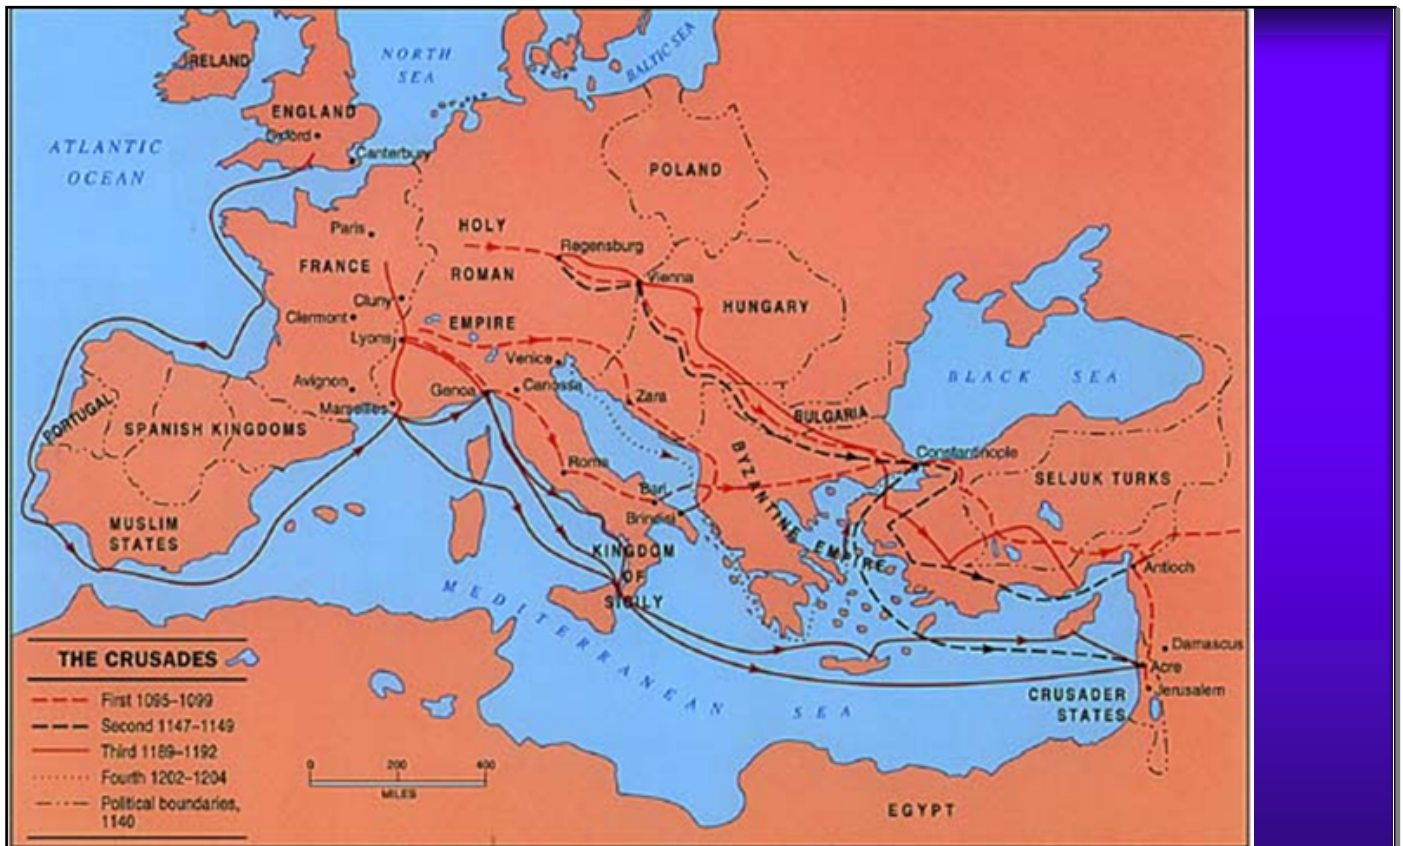 IRELAND
NORTH
SEA
BALTIC SEA
ENGLAND
Oxford
Canterbury
ATLANTIC
OCEAN
POLAND
Paris
HOLY
Regensburg
FRANCE
ROMAN
Vienna
HUNGARY
Cluny
Clermont
EMPIRE
Lyons
Venice
BLACK SEA
Avignon
Genoa
Canossa
Zara
Marseilles
BULGARIA
PORTUGAL
SPANISH KINGDOMS
Constantinople
Rome
SELJUK TURKS
Bari
BYZANTINE EMPIRE
Brindisi
MUSLIM
STATES
KINGDOM
OF
SICILY
Antioch
MEDITERRANEAN SEA
Damascus
Acre
Jerusalem
CRUSADER
STATES
EGYPT
THE CRUSADES
First 1095–1099
Second 1147–1149
Third 1189–1192
Fourth 1202–1204
Political boundaries,
1140
0 200 400
MILES